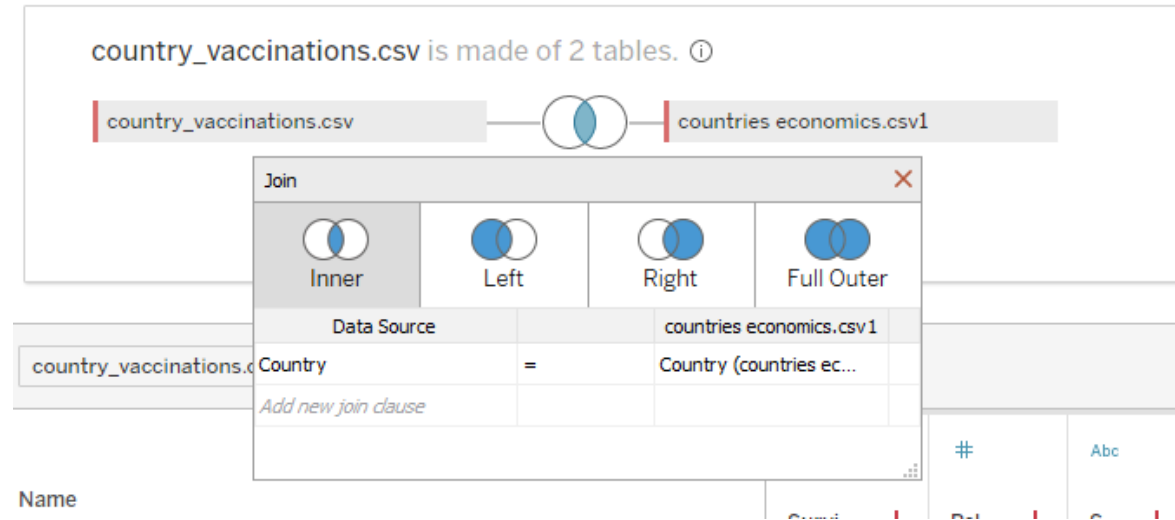 country_vaccinations.csv is made of 2 tables.
country_vaccinations.csv countries economics.csv1
Join
Inner Left Right Full Outer
Data Source countries economics.csv1
country_vaccinations.c Country = Country (countries ec...
Add new join clause
# Abc
Name